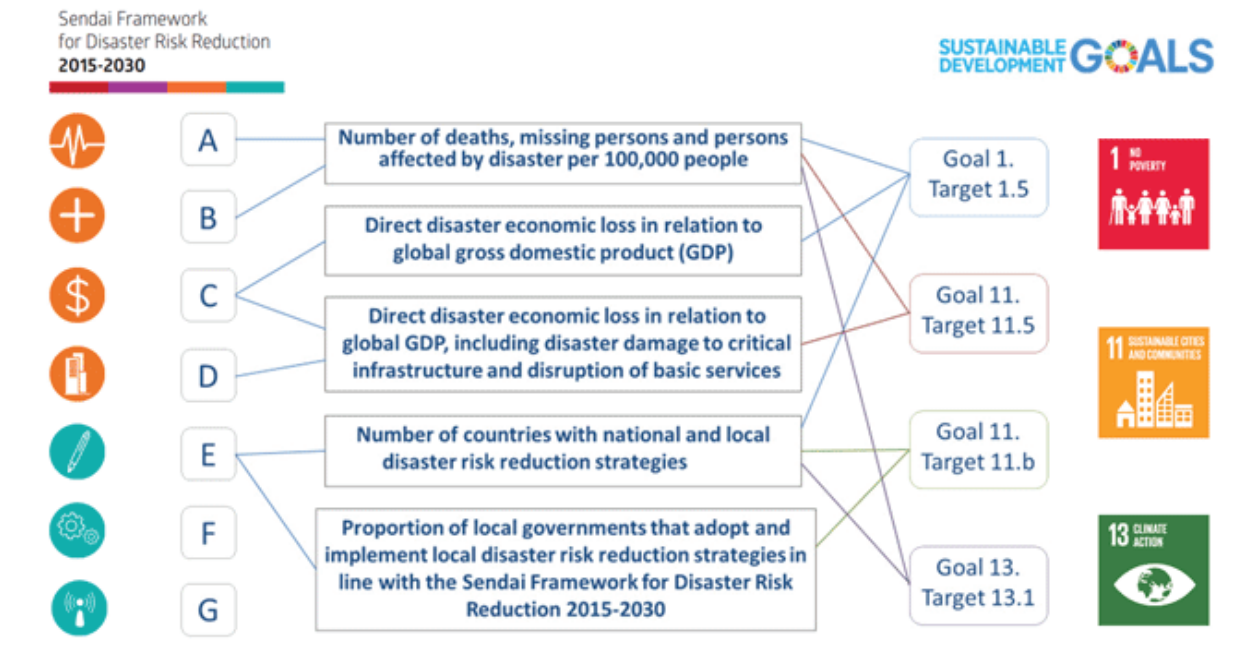 Sendai Framework
for Disaster Risk Reduction
2015-2030
SUSTAINABLE
DEVELOPMENT
GOALS
A
B
C
D
E
F
G
Number of deaths, missing persons and persons
affected by disaster per 100,000 people
Direct disaster economic loss in relation to
global gross domestic product (GDP)
Direct disaster economic loss in relation to
global GDP, including disaster damage to critical
infrastructure and disruption of basic services
Number of countries with national and local
disaster risk reduction strategies
Proportion of local governments that adopt and
implement local disaster risk reduction strategies in
line with the Sendai Framework for Disaster Risk
Reduction 2015-2030
Goal 1.
Target 1.5
Goal 11.
Target 11.5
Goal 11.
Target 11.b
Goal 13.
Target 13.1
1 NO
POVERTY
11 SUSTAINABLE CITIES
AND COMMUNITIES
13 CLIMATE
ACTION
$